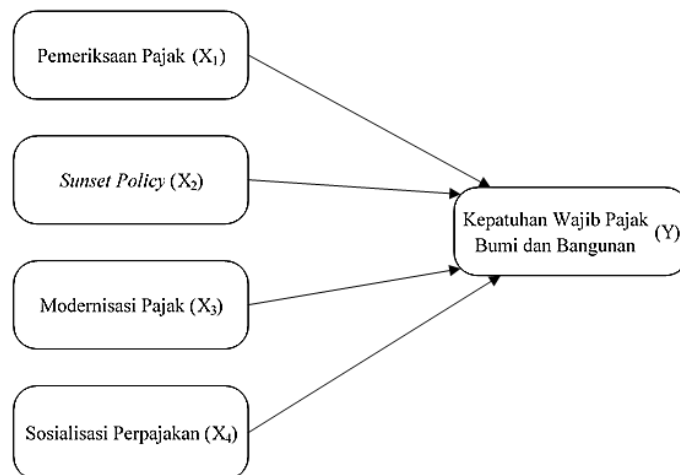 Pemeriksaan Pajak (X₁)
Sunset Policy (X₂)
Kepatuhan Wajib Pajak
Bumi dan Bangunan (Y)
Modernisasi Pajak (X₃)
Sosialisasi Perpajakan (X₄)